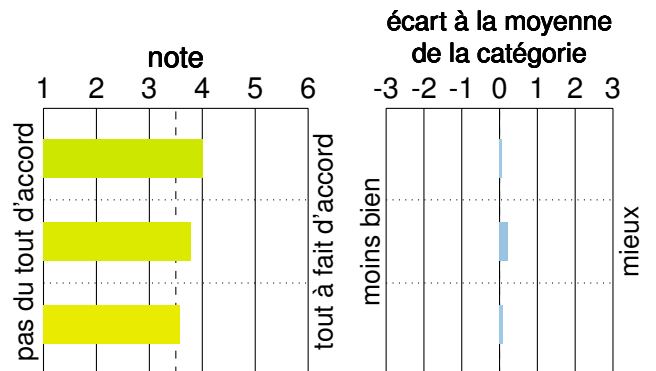 note
1 2 3 4 5 6
pas du tout d'accord
tout à fait d'accord
écart à la moyenne
de la catégorie
-3 -2 -1 0 1 2 3
moins bien
mieux